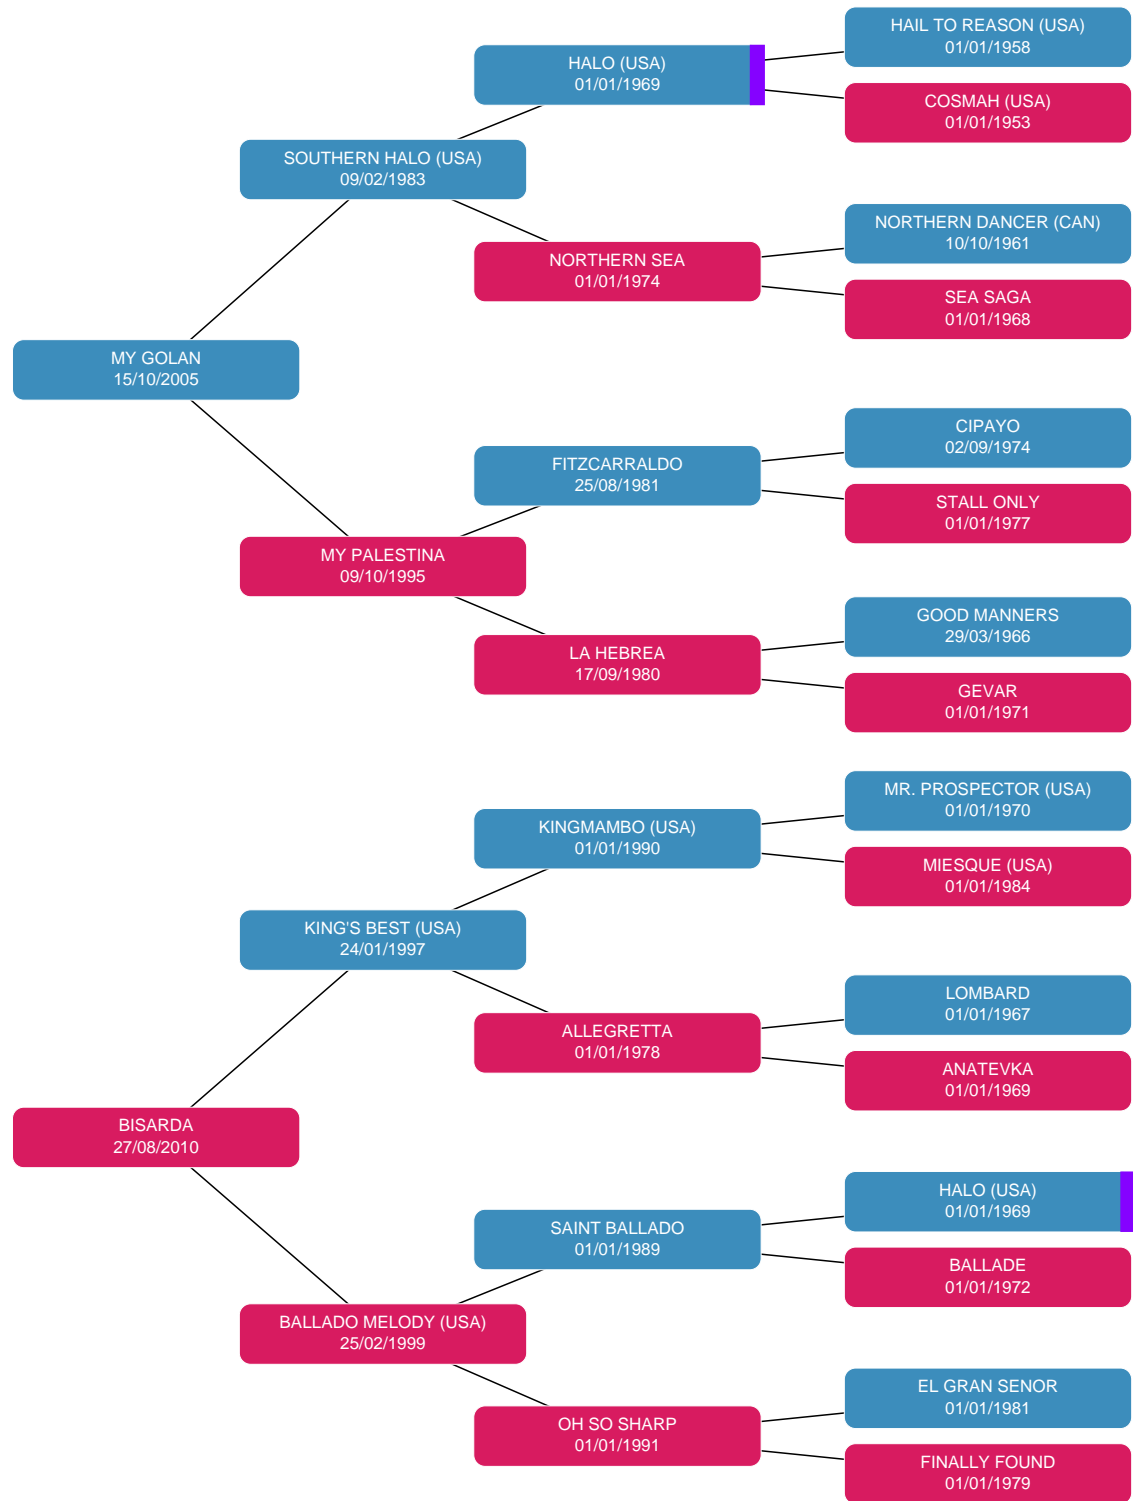 HAIL TO REASON (USA)
01/01/1958
HALO (USA)
01/01/1969
COSMAH (USA)
01/01/1953
SOUTHERN HALO (USA)
09/02/1983
NORTHERN DANCER (CAN)
10/10/1961
NORTHERN SEA
01/01/1974
SEA SAGA
01/01/1968
MY GOLAN
15/10/2005
CIPAYO
02/09/1974
FITZCARRALDO
25/08/1981
STALL ONLY
01/01/1977
MY PALESTINA
09/10/1995
GOOD MANNERS
29/03/1966
LA HEBREA
17/09/1980
GEVAR
01/01/1971
MR. PROSPECTOR (USA)
01/01/1970
KINGMAMBO (USA)
01/01/1990
MIESQUE (USA)
01/01/1984
KING'S BEST (USA)
24/01/1997
LOMBARD
01/01/1967
ALLEGRETTA
01/01/1978
ANATEVKA
01/01/1969
BISARDA
27/08/2010
HALO (USA)
01/01/1969
SAINT BALLADO
01/01/1989
BALLADE
01/01/1972
BALLADO MELODY (USA)
25/02/1999
EL GRAN SENOR
01/01/1981
OH SO SHARP
01/01/1991
FINALLY FOUND
01/01/1979